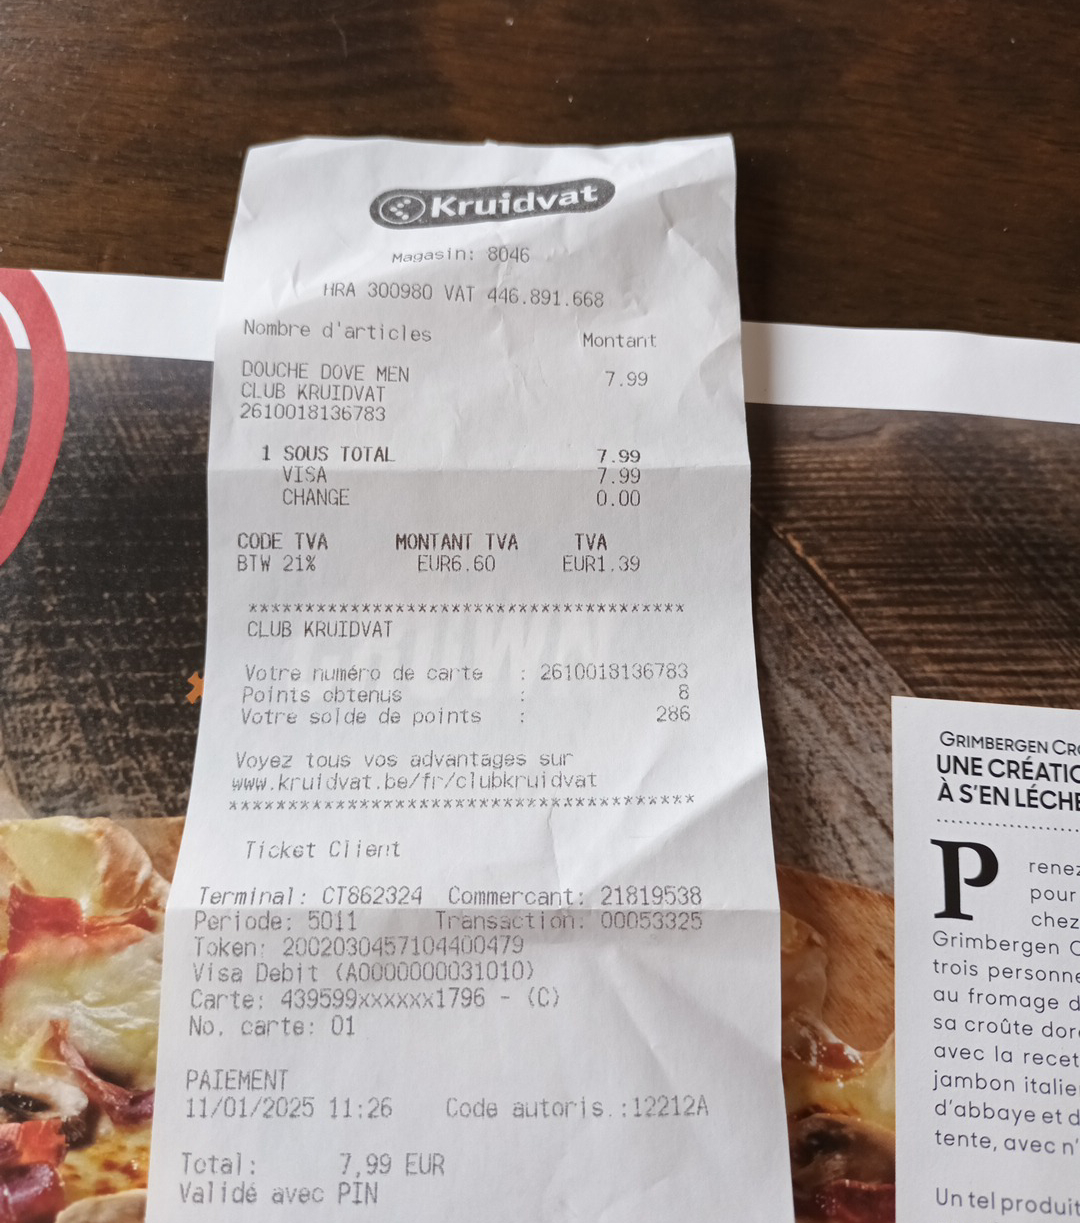 Kruidvat
Magasin: 8046
HRA 300980 VAT 446.891.668
Nombre d'articles Montant
DOUCHE DOVE MEN 7.99
CLUB KRUIDVAT
2610018136783
1 SOUS TOTAL 7.99
VISA 7.99
CHANGE 0.00
CODE TVA MONTANT TVA TVA
BTW 21% EUR6.60 EUR1.39
***************************************
CLUB KRUIDVAT
Votre numéro de carte : 2610018136783
Points obtenus : 8
Votre solde de points : 286
Voyez tous vos advantages sur
www.kruidvat.be/fr/clubkruidvat
***************************************
Ticket Client
Terminal: CT862324 Commercant: 21819538
Periode: 5011 Transaction: 00053325
Token: 2002030457104400479
Visa Debit (A0000000031010)
Carte: 439599xxxxxx1796 - (C)
No. carte: 01
PAIEMENT
11/01/2025 11:26 Code autoris.:12212A
Total: 7,99 EUR
Validé avec PIN
GRIMBERGEN CRO
UNE CRÉATIO
À S'EN LÉCHE
Prenez
pour
chez
Grimbergen C
trois personne
au fromage d
sa croûte doré
avec la recet
jambon italie
d'abbaye et d
tente, avec n'
Un tel produit